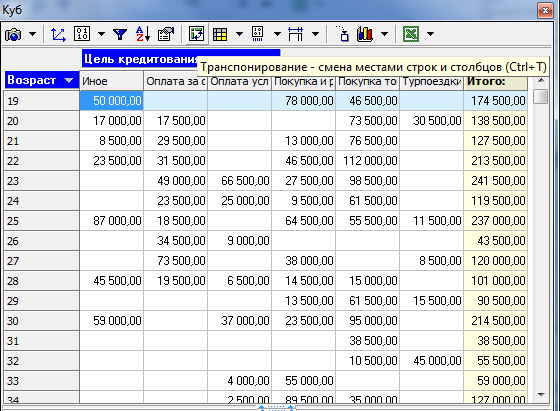 Куб
Цель кредитования
Транспонирование - смена местами строк и столбцов (Ctrl+T)
Возраст Иное Оплата за о Оплата усл Покупка и р Покупка то Турпоездки Итого:
19 50 000,00 78 000,00 46 500,00 174 500,00
20 17 000,00 17 500,00 73 500,00 30 500,00 138 500,00
21 8 500,00 29 500,00 13 000,00 76 500,00 127 500,00
22 23 500,00 31 500,00 46 500,00 112 000,00 213 500,00
23 49 000,00 66 500,00 27 500,00 98 500,00 241 500,00
24 23 500,00 25 000,00 9 500,00 61 500,00 119 500,00
25 87 000,00 18 500,00 64 500,00 55 500,00 11 500,00 237 000,00
26 34 500,00 9 000,00 43 500,00
27 73 500,00 38 000,00 8 500,00 120 000,00
28 45 500,00 19 500,00 6 500,00 14 500,00 15 000,00 101 000,00
29 13 500,00 61 500,00 15 500,00 90 500,00
30 59 000,00 37 000,00 23 500,00 95 000,00 214 500,00
31 38 500,00 38 500,00
32 10 500,00 45 000,00 55 500,00
33 4 000,00 55 000,00 59 000,00
34 2 500,00 89 500,00 35 000,00 127 000,00